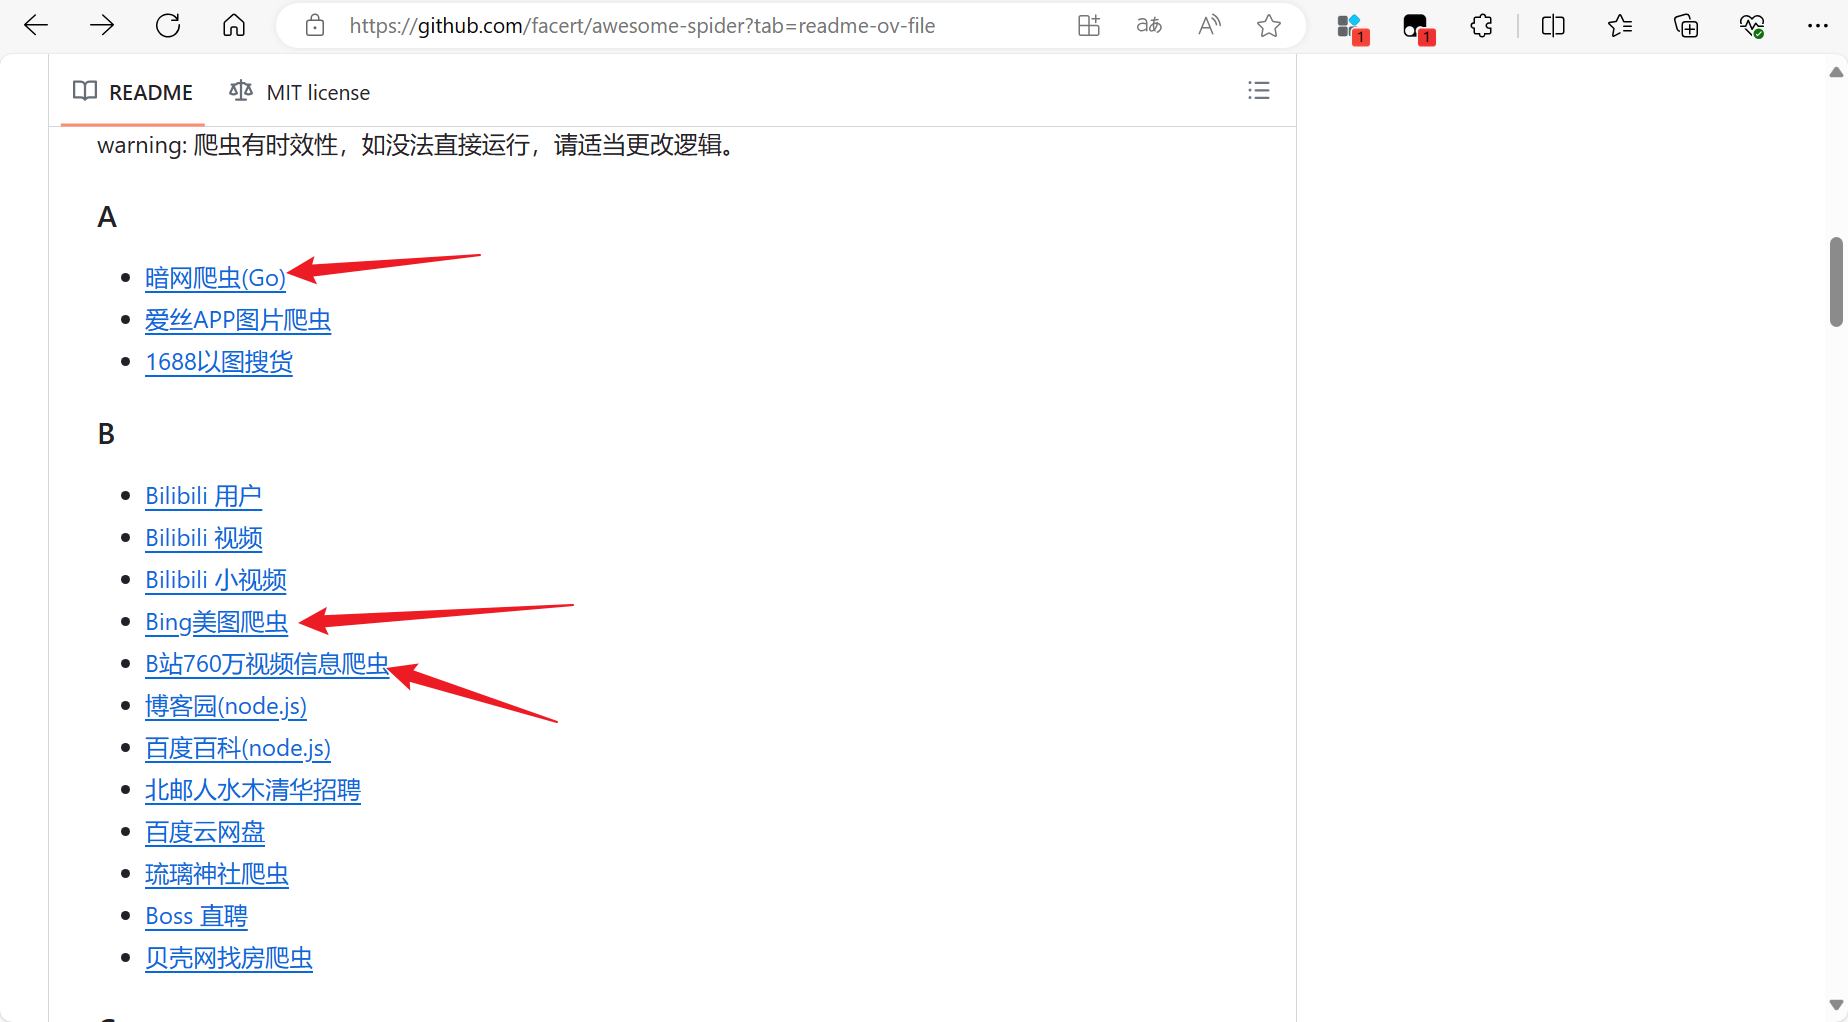 https://github.com/facert/awesome-spider?tab=readme-ov-file
aあ
A
1
1
README
MIT license
warning: 爬虫有时效性，如没法直接运行，请适当更改逻辑。
A
暗网爬虫(Go)
爱丝APP图片爬虫
1688以图搜货
B
Bilibili 用户
Bilibili 视频
Bilibili 小视频
Bing美图爬虫
B站760万视频信息爬虫
博客园(node.js)
百度百科(node.js)
北邮人水木清华招聘
百度云网盘
琉璃神社爬虫
Boss 直聘
贝壳网找房爬虫